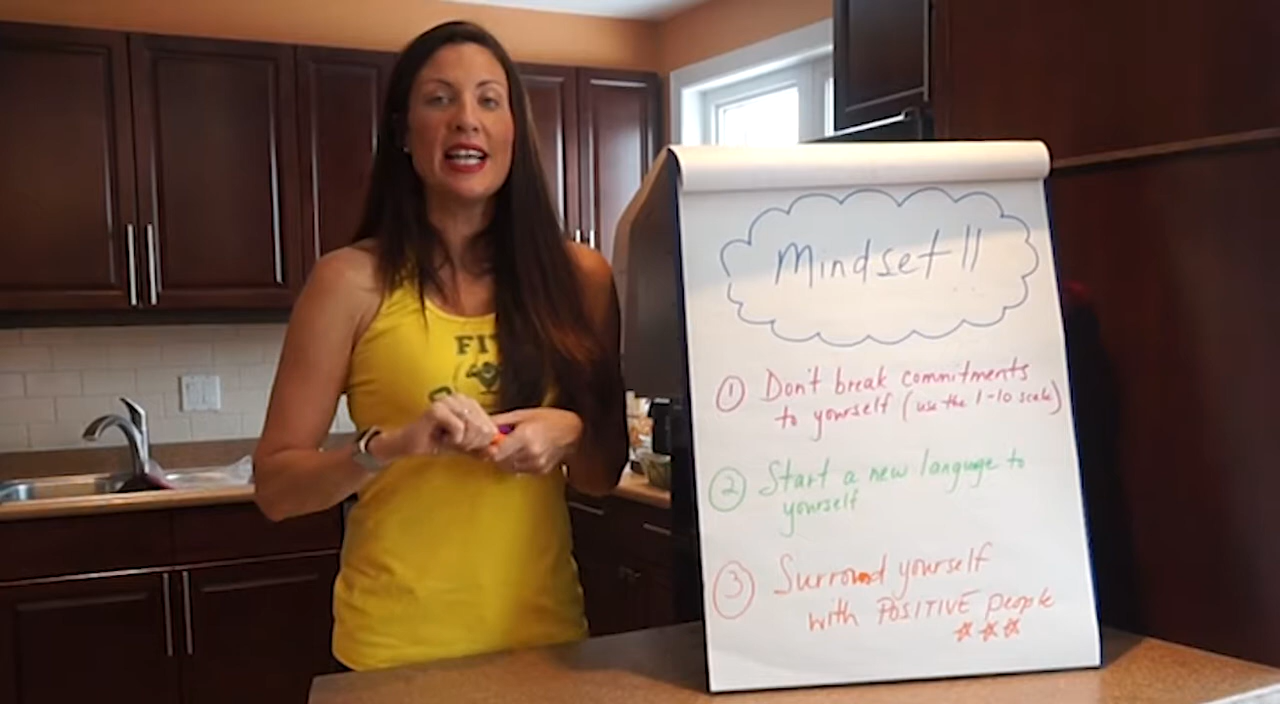 Mindset!!
① Don't break commitments
to yourself (use the 1-10 scale)
② Start a new language to
yourself
③ Surround yourself
with POSITIVE people